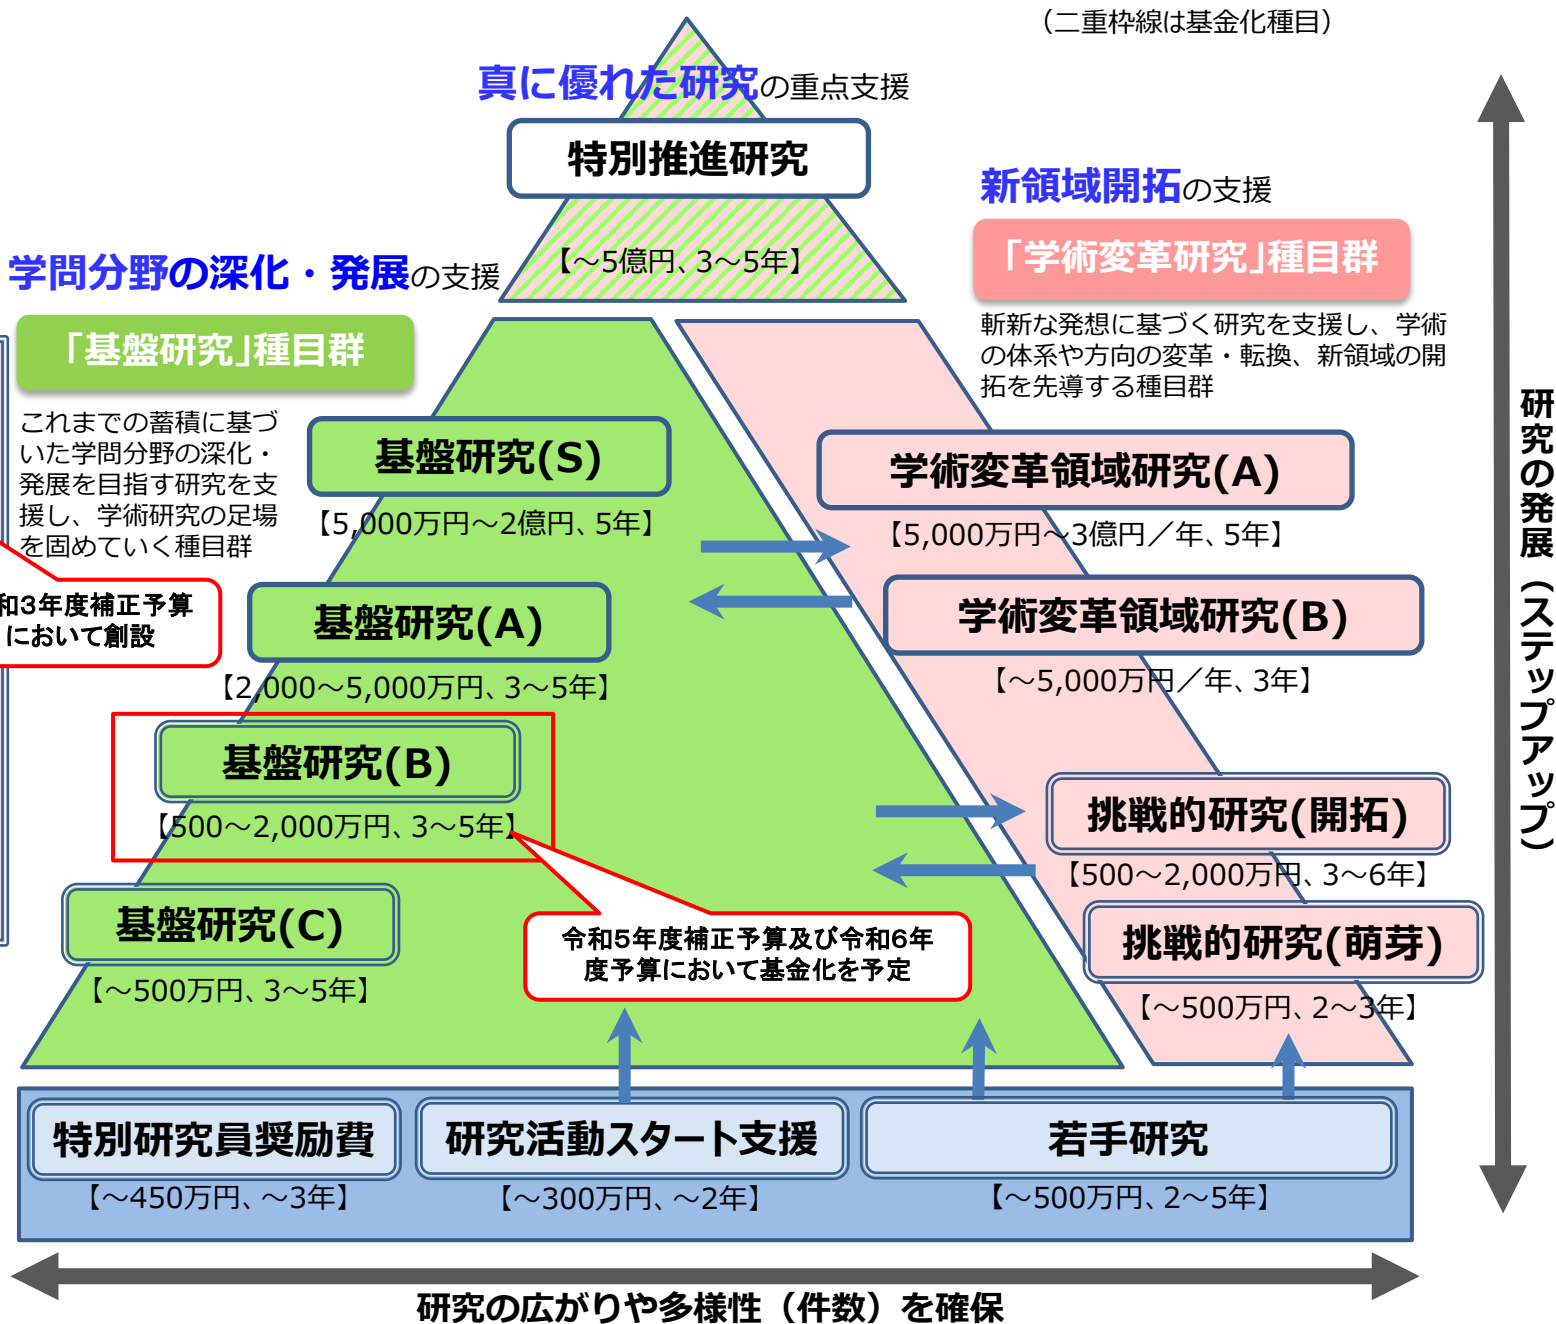 （二重枠線は基金化種目）
真に優れた研究の重点支援
特別推進研究
【～5億円、3～5年】
新領域開拓の支援
「学術変革研究」種目群
斬新な発想に基づく研究を支援し、学術
の体系や方向の変革・転換、新領域の開
拓を先導する種目群
学問分野の深化・発展の支援
「基盤研究」種目群
これまでの蓄積に基づ
いた学問分野の深化・
発展を目指す研究を支
援し、学術研究の足場
を固めていく種目群
和3年度補正予算
において創設
基盤研究(S)
【5,000万円～2億円、5年】
学術変革領域研究(A)
【5,000万円～3億円／年、5年】
基盤研究(A)
【2,000～5,000万円、3～5年】
学術変革領域研究(B)
【～5,000万円／年、3年】
基盤研究(B)
【500～2,000万円、3～5年】
挑戦的研究(開拓)
【500～2,000万円、3～6年】
基盤研究(C)
【～500万円、3～5年】
令和5年度補正予算及び令和6年
度予算において基金化を予定
挑戦的研究(萌芽)
【～500万円、2～3年】
特別研究員奨励費
【～450万円、～3年】
研究活動スタート支援
【～300万円、～2年】
若手研究
【～500万円、2～5年】
研究の広がりや多様性（件数）を確保
研究の発展（ステップアップ）